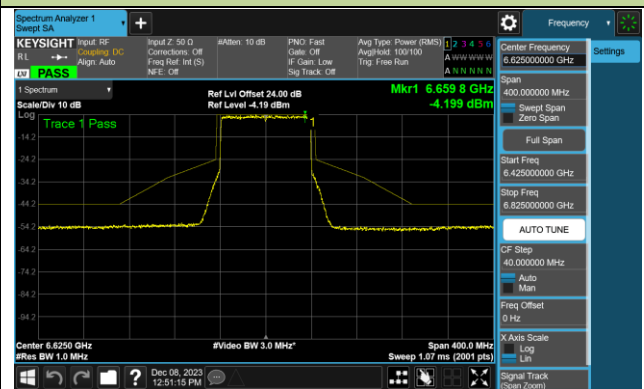 Spectrum Analyzer 1
Swept SA
Frequency
KEYSIGHT
RL
Input: RF
Coupling: DC
Align: Auto
Input Z: 50 Ω
Corrections: Off
Freq Ref: Int (S)
NFE: Off
#Atten: 10 dB
PNO: Fast
Gate: Off
IF Gain: Low
Sig Track: Off
Avg Type: Power (RMS)
Avg|Hold: 100/100
Trig: Free Run
1 2 3 4 5 6
A W W W W W
A N N N N N
LXI PASS
1 Spectrum
Scale/Div 10 dB
Ref Lvl Offset 24.00 dB
Ref Level -4.19 dBm
Mkr1 6.659 8 GHz
-4.199 dBm
Log
Trace 1 Pass
1
-14.2
-24.2
-34.2
-44.2
-54.2
-64.2
-74.2
-84.2
-94.2
Center 6.6250 GHz
#Res BW 1.0 MHz
#Video BW 3.0 MHz*
Span 400.0 MHz
Sweep 1.07 ms (2001 pts)
Dec 08, 2023
12:51:15 PM
Center Frequency
6.625000000 GHz
Settings
Span
400.000000 MHz
Swept Span
Zero Span
Full Span
Start Freq
6.425000000 GHz
Stop Freq
6.825000000 GHz
AUTO TUNE
CF Step
40.000000 MHz
Auto
Man
Freq Offset
0 Hz
X Axis Scale
Log
Lin
Signal Track
(Span Zoom)